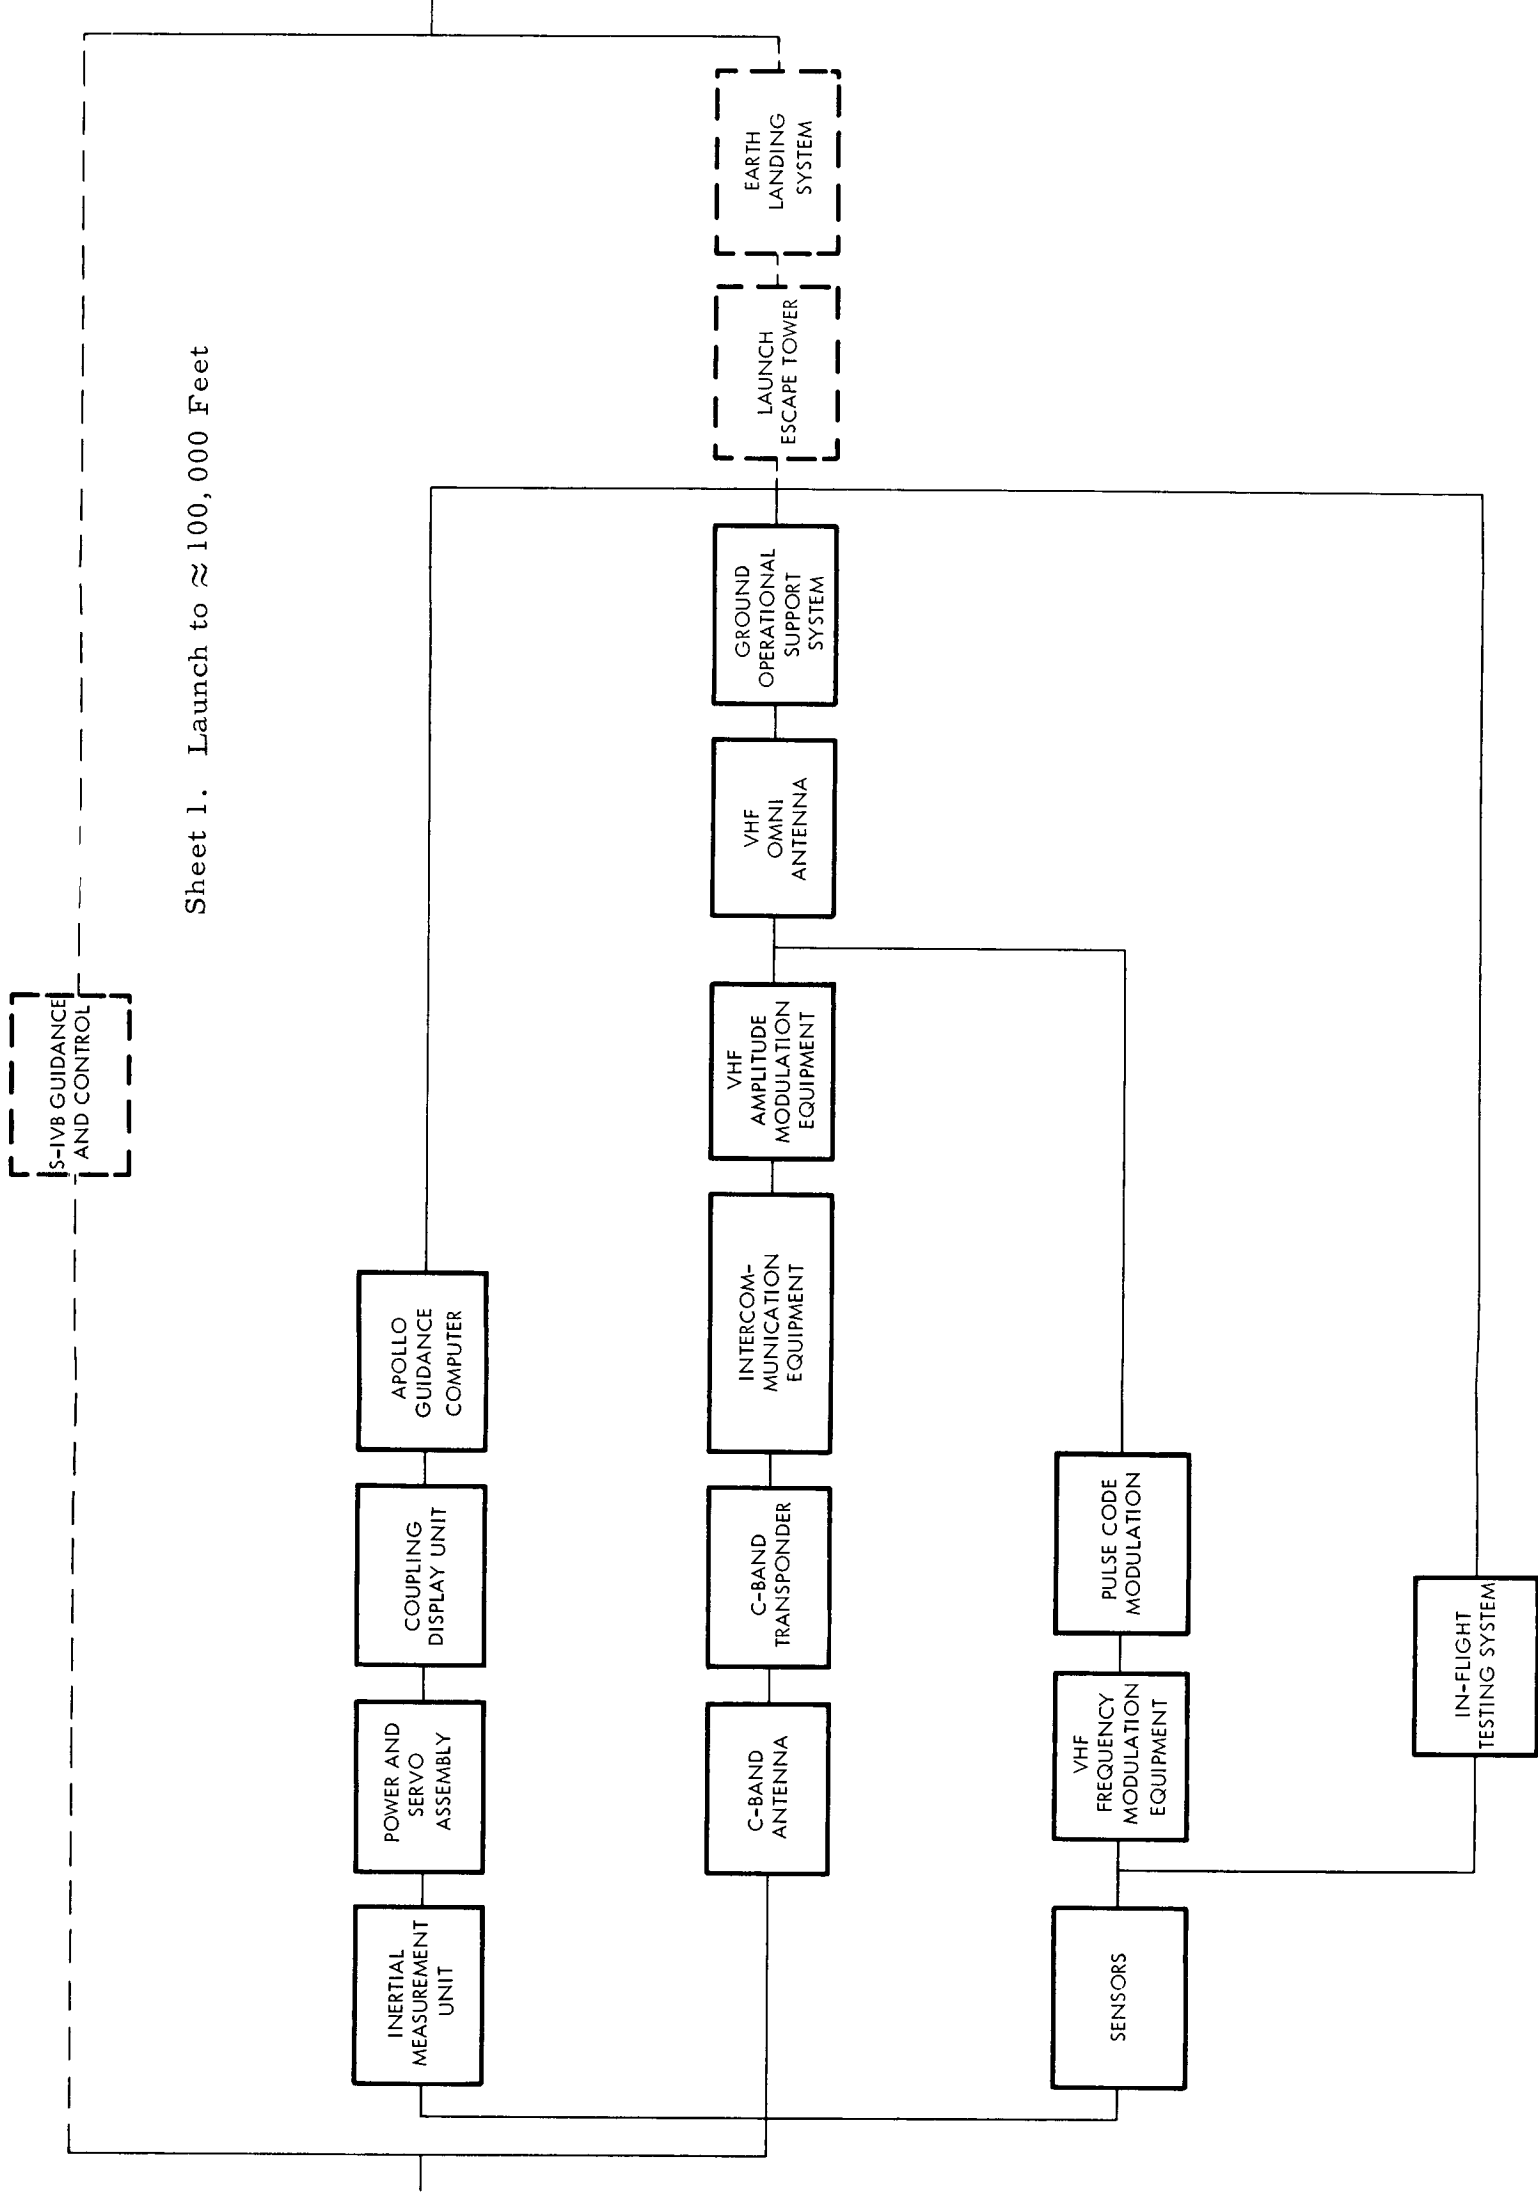 S-IVB GUIDANCE
AND CONTROL
Sheet 1. Launch to ≈ 100,000 Feet
INERTIAL
MEASUREMENT
UNIT
POWER AND
SERVO
ASSEMBLY
COUPLING
DISPLAY UNIT
APOLLO
GUIDANCE
COMPUTER
C-BAND
ANTENNA
C-BAND
TRANSPONDER
INTERCOM-
MUNICATION
EQUIPMENT
VHF
AMPLITUDE
MODULATION
EQUIPMENT
VHF
OMNI
ANTENNA
GROUND
OPERATIONAL
SUPPORT
SYSTEM
LAUNCH
ESCAPE TOWER
EARTH
LANDING
SYSTEM
SENSORS
VHF
FREQUENCY
MODULATION
EQUIPMENT
PULSE CODE
MODULATION
IN-FLIGHT
TESTING SYSTEM